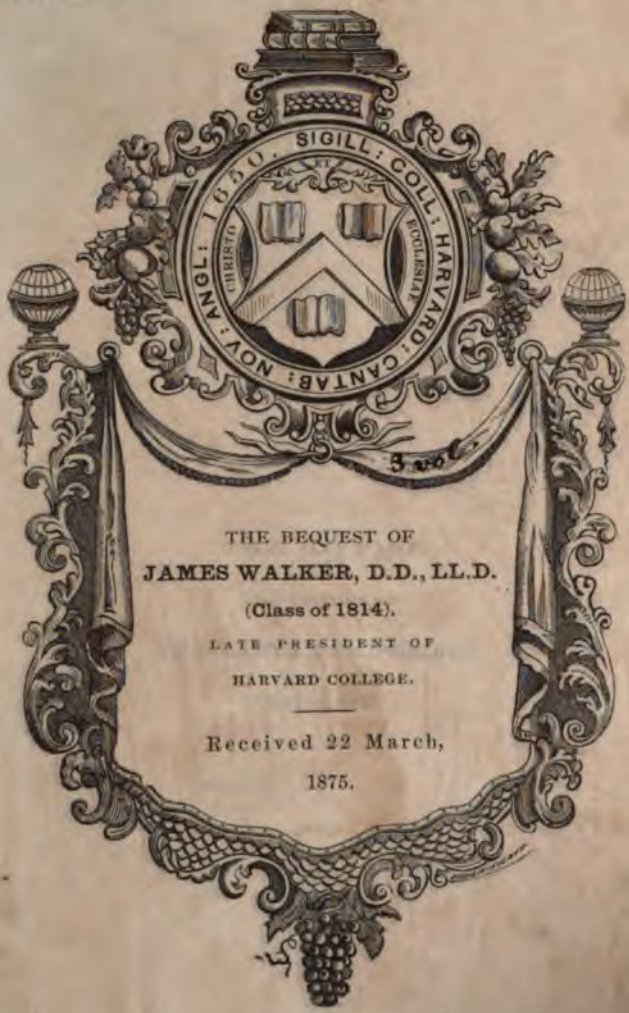 SIGILL: COLL: HARVARD: CANTAB: NOV: ANGL: 1650.
ET
CHRISTO
ECCLESIAE
3 vol.
THE BEQUEST OF
JAMES WALKER, D.D., LL.D.
(Class of 1814).
LATE PRESIDENT OF
HARVARD COLLEGE.
Received 22 March,
1875.